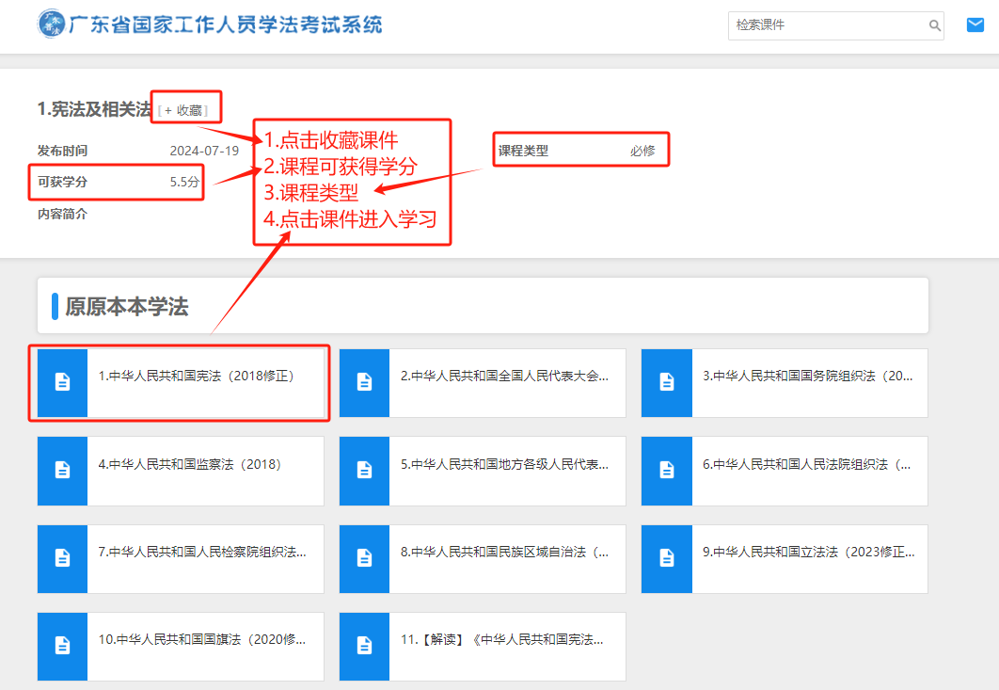 广东省国家工作人员学法考试系统
检索课件
1.宪法及相关法 [ + 收藏 ]
发布时间 2024-07-19
课程类型 必修
可获学分 5.5分
内容简介
1.点击收藏课件
2.课程可获得学分
3.课程类型
4.点击课件进入学习
原原本本学法
1.中华人民共和国宪法（2018修正）
2.中华人民共和国全国人民代表大会...
3.中华人民共和国国务院组织法（20...
4.中华人民共和国监察法（2018）
5.中华人民共和国地方各级人民代表...
6.中华人民共和国人民法院组织法（...
7.中华人民共和国人民检察院组织法...
8.中华人民共和国民族区域自治法（...
9.中华人民共和国立法法（2023修正...
10.中华人民共和国国旗法（2020修...
11.【解读】《中华人民共和国宪法...